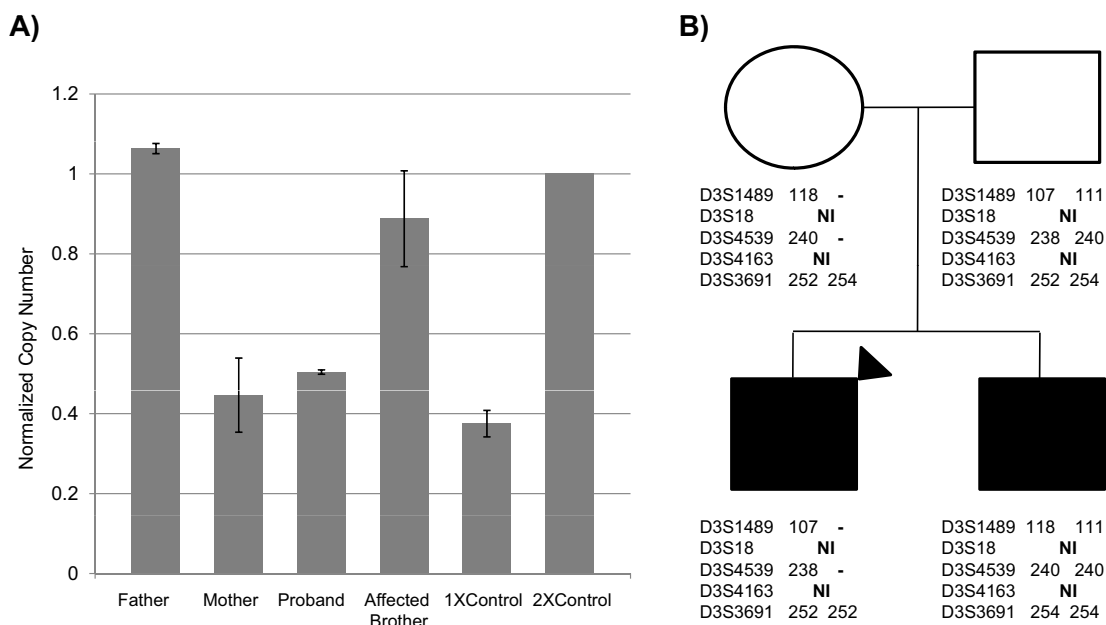 A)
Normalized Copy Number
1.2
1
0.8
0.6
0.4
0.2
0
Father
Mother
Proband
Affected
Brother
1XControl
2XControl
B)
D3S1489 118 -
D3S18 NI
D3S4539 240 -
D3S4163 NI
D3S3691 252 254
D3S1489 107 111
D3S18 NI
D3S4539 238 240
D3S4163 NI
D3S3691 252 254
D3S1489 107 -
D3S18 NI
D3S4539 238 -
D3S4163 NI
D3S3691 252 252
D3S1489 118 111
D3S18 NI
D3S4539 240 240
D3S4163 NI
D3S3691 254 254